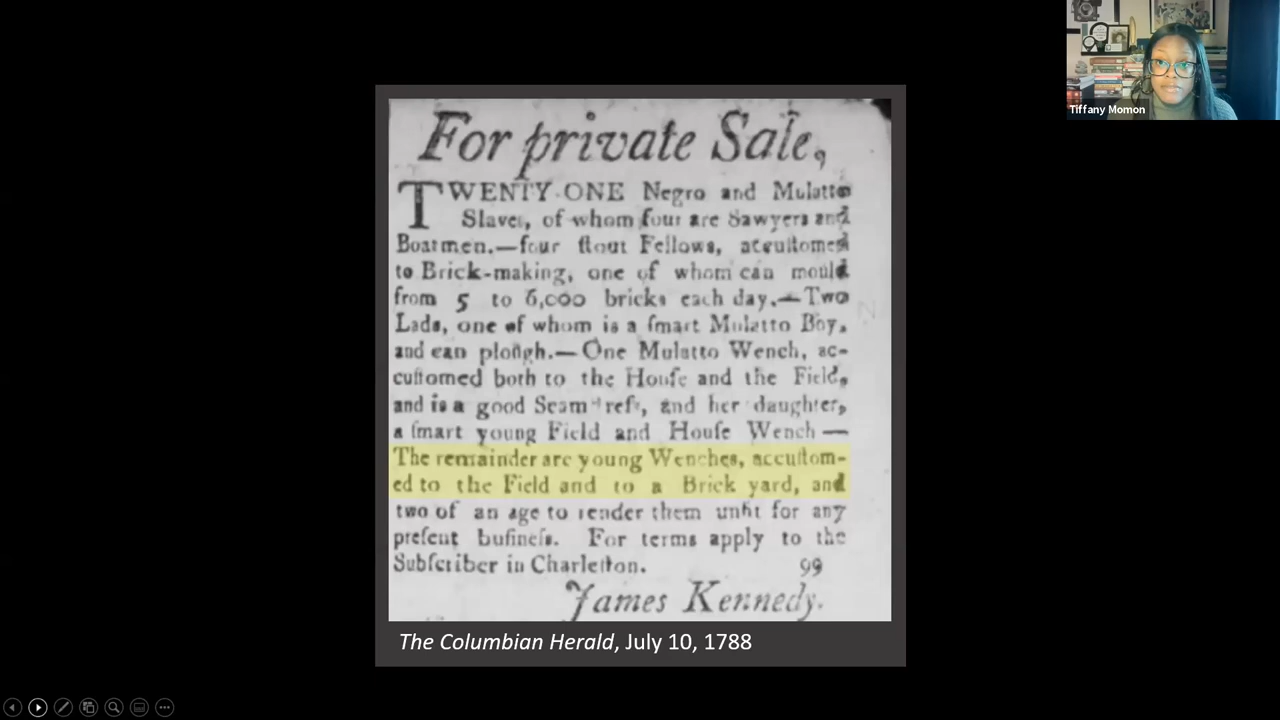 Tiffany Momon
For private Sale,
TWENTY-ONE Negro and Mulatto
Slaves, of whom four are Sawyers and
Boatmen.—four ſtout Fellows, accuſtomed
to Brick-making, one of whom can mould
from 5 to 6,000 bricks each day.—Two
Lads, one of whom is a ſmart Mulatto Boy,
and can plough.—One Mulatto Wench, ac-
cuſtomed both to the Houſe and the Field,
and is a good Seamſtreſs, and her daughter,
a ſmart young Field and Houſe Wench—
The remainder are young Wenches, accuſtom-
ed to the Field and to a Brick yard, and
two of an age to render them unfit for any
preſent buſineſs. For terms apply to the
Subſcriber in Charleſton. 99
James Kennedy.
The Columbian Herald, July 10, 1788